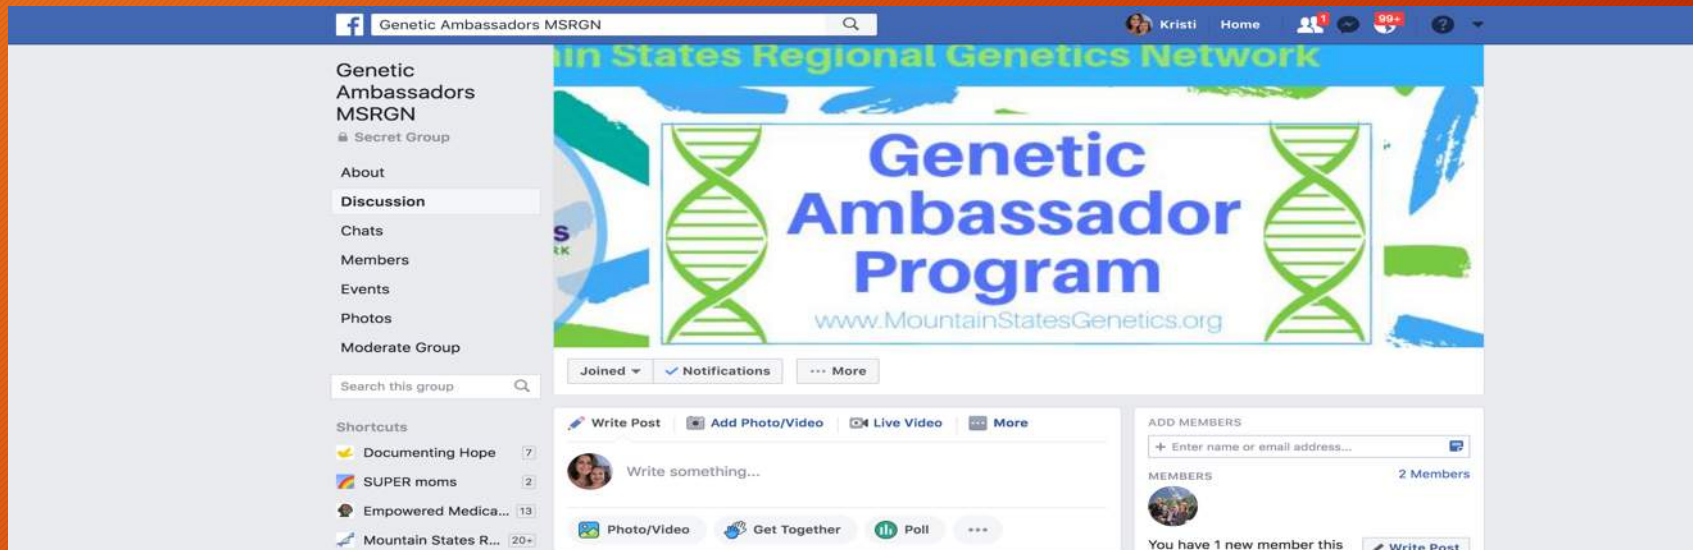 Genetic Ambassadors MSRGN
Kristi
Home
1
99+
Genetic
Ambassadors
MSRGN
Secret Group
About
Discussion
Chats
Members
Events
Photos
Moderate Group
Search this group
Shortcuts
Documenting Hope 7
SUPER moms 2
Empowered Medica... 13
Mountain States R... 20+
in States Regional Genetics Network
S
RK
Genetic
Ambassador
Program
www.MountainStatesGenetics.org
Joined
Notifications
More
Write Post
Add Photo/Video
Live Video
More
Write something...
Photo/Video
Get Together
Poll
ADD MEMBERS
+ Enter name or email address...
MEMBERS
2 Members
You have 1 new member this
Write Post